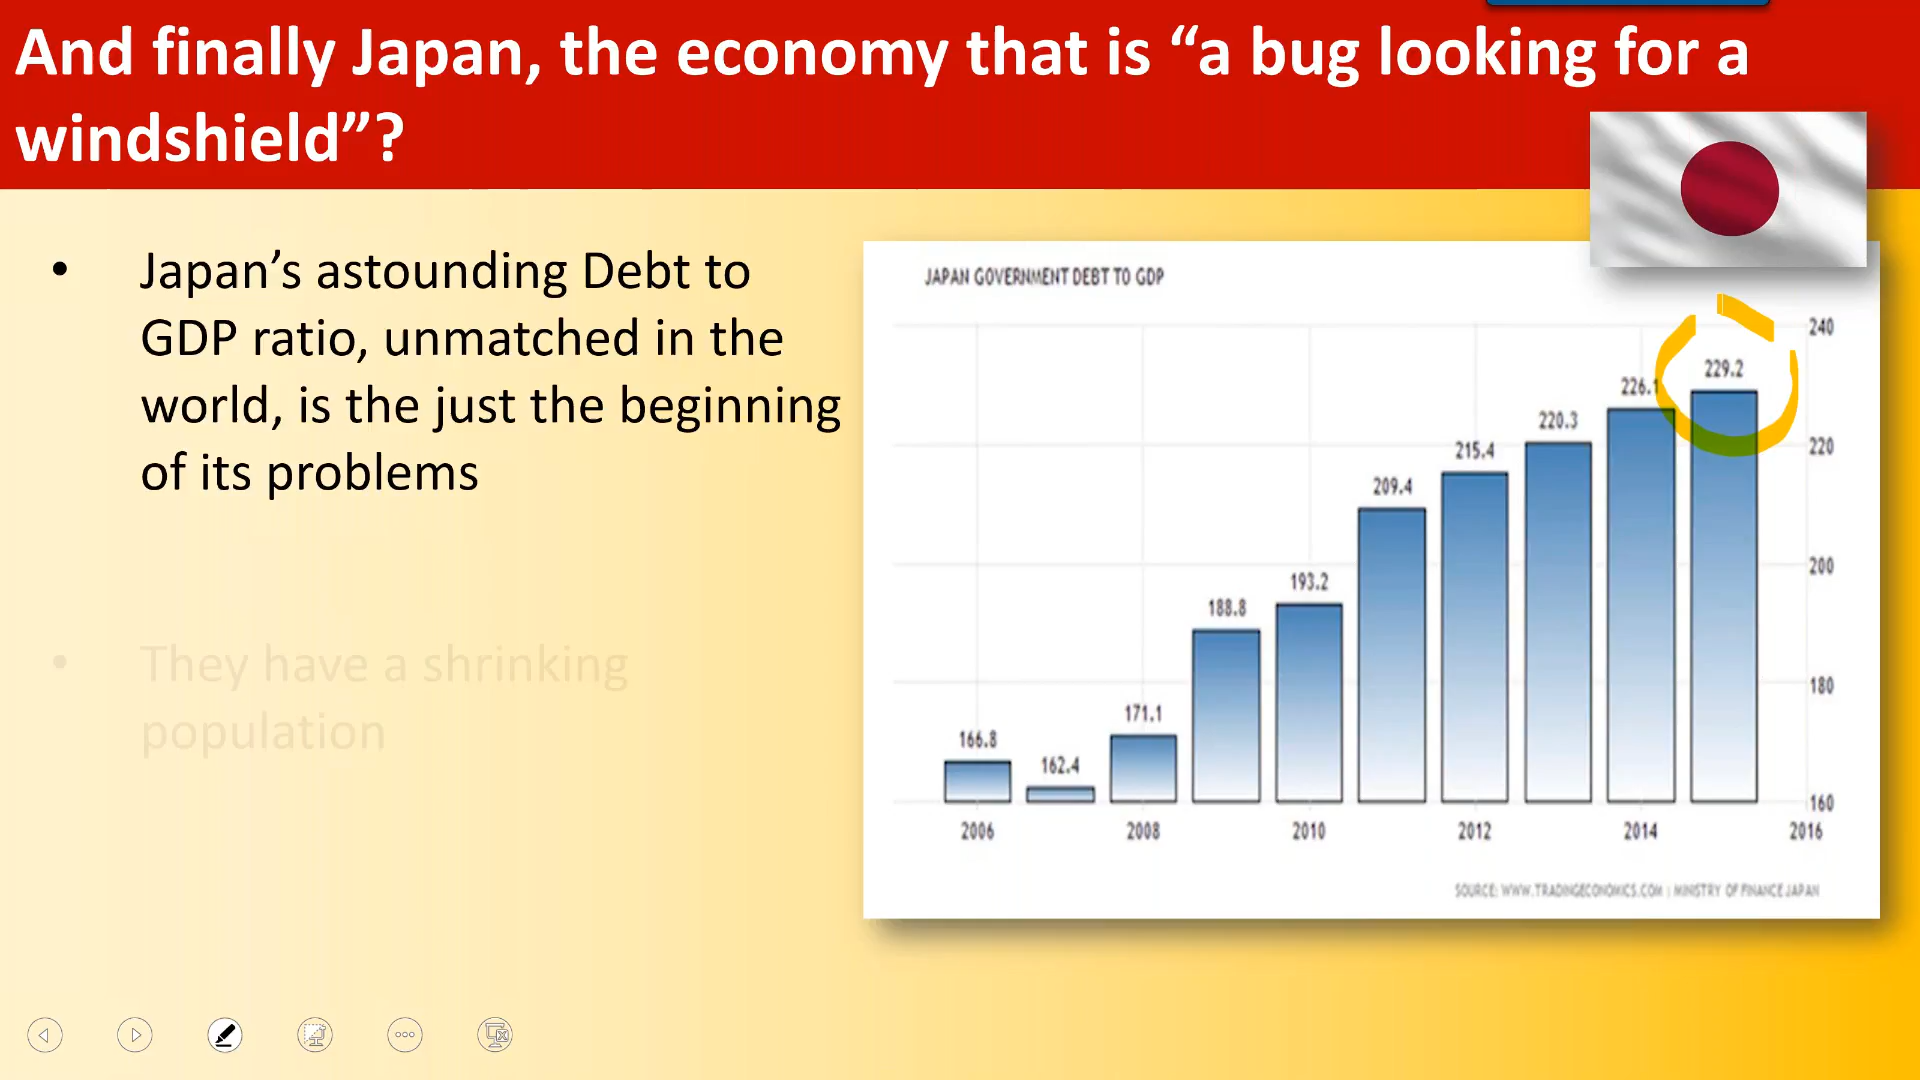 And finally Japan, the economy that is “a bug looking for a
windshield”?
• Japan’s astounding Debt to
GDP ratio, unmatched in the
world, is the just the beginning
of its problems
• They have a shrinking
population
JAPAN GOVERNMENT DEBT TO GDP
240
229.2
226.1
220.3
220
215.4
209.4
200
193.2
188.8
180
171.1
166.8
162.4
160
2006 2008 2010 2012 2014 2016
SOURCE: WWW.TRADINGECONOMICS.COM | MINISTRY OF FINANCE JAPAN